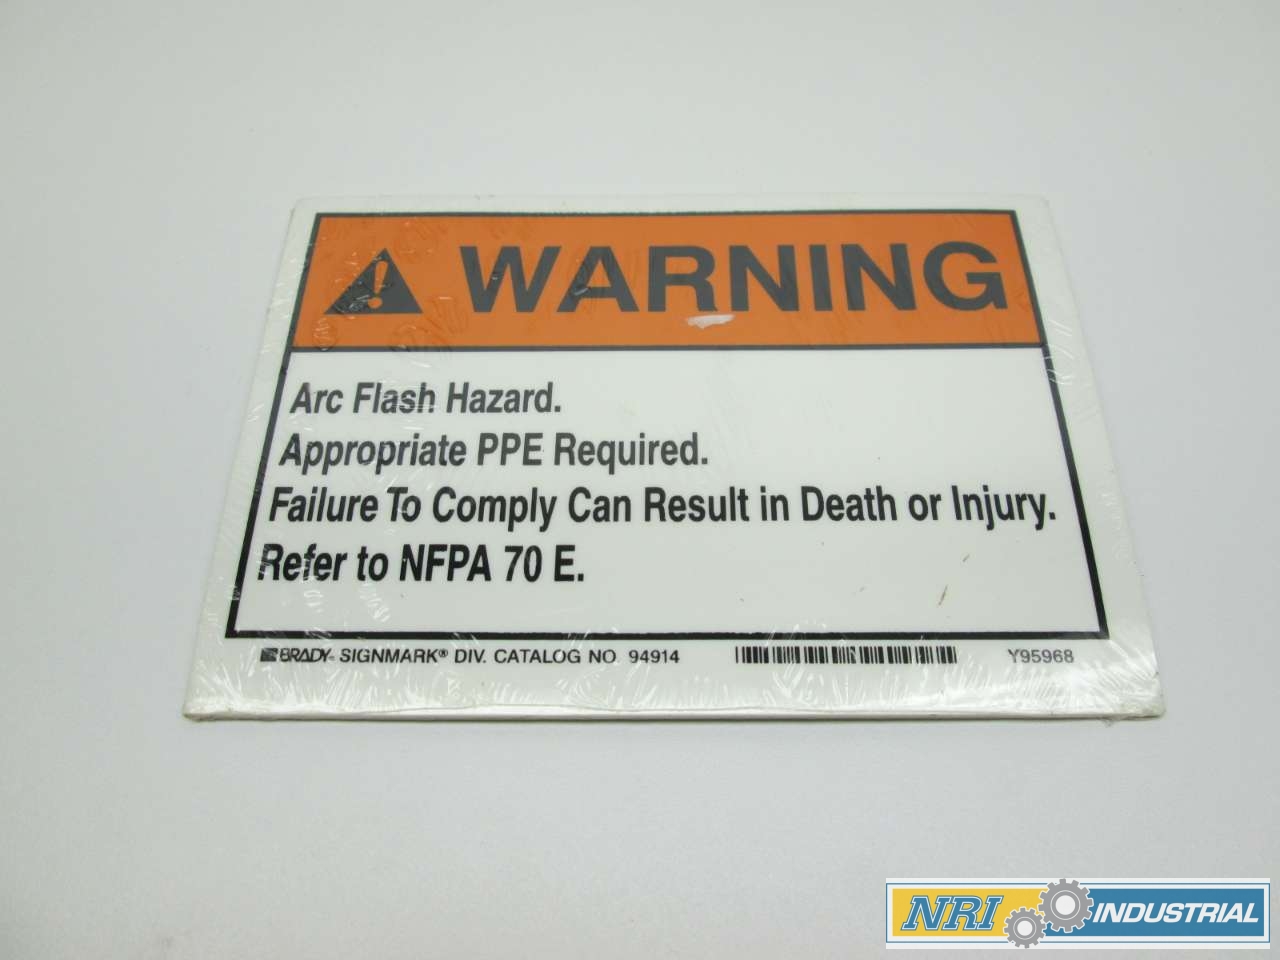 WARNING
Arc Flash Hazard.
Appropriate PPE Required.
Failure To Comply Can Result in Death or Injury.
Refer to NFPA 70 E.
BRADY SIGNMARK® DIV. CATALOG NO. 94914 Y95968
NRI INDUSTRIAL